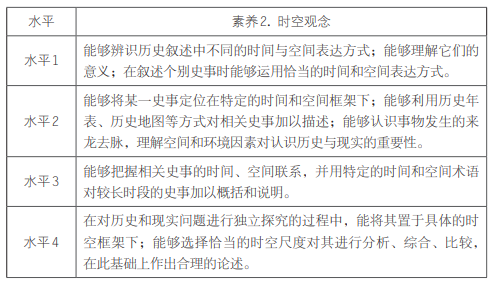 水平 素养2. 时空观念
水平1 能够辨识历史叙述中不同的时间与空间表达方式；能够理解它们的
意义；在叙述个别史事时能够运用恰当的时间和空间表达方式。
水平2 能够将某一史事定位在特定的时间和空间框架下；能够利用历史年
表、历史地图等方式对相关史事加以描述；能够认识事物发生的来
龙去脉，理解空间和环境因素对认识历史与现实的重要性。
水平3 能够把握相关史事的时间、空间联系，并用特定的时间和空间术语
对较长时段的史事加以概括和说明。
水平4 在对历史和现实问题进行独立探究的过程中，能将其置于具体的时
空框架下；能够选择恰当的时空尺度对其进行分析、综合、比较，
在此基础上作出合理的论述。